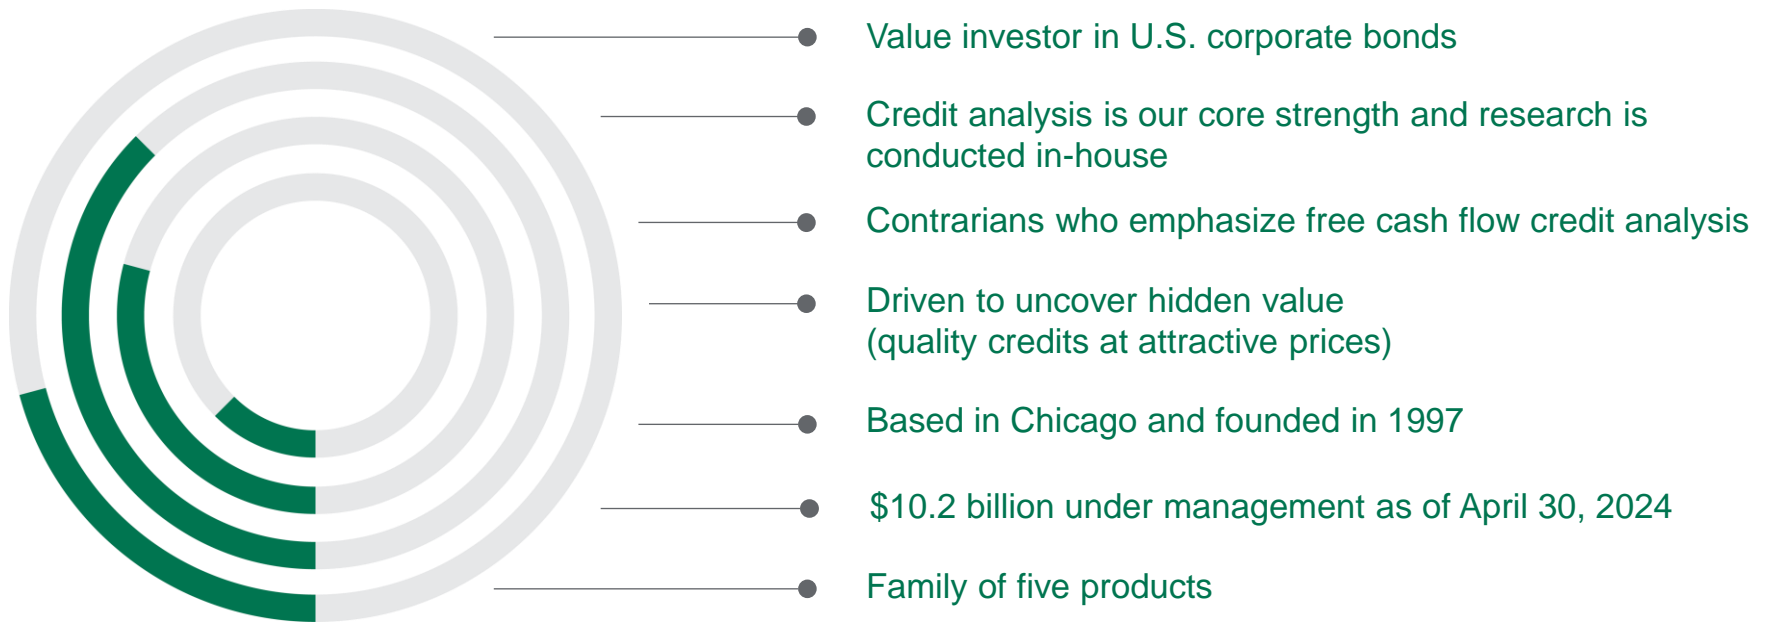 Value investor in U.S. corporate bonds
Credit analysis is our core strength and research is
conducted in-house
Contrarians who emphasize free cash flow credit analysis
Driven to uncover hidden value
(quality credits at attractive prices)
Based in Chicago and founded in 1997
$10.2 billion under management as of April 30, 2024
Family of five products